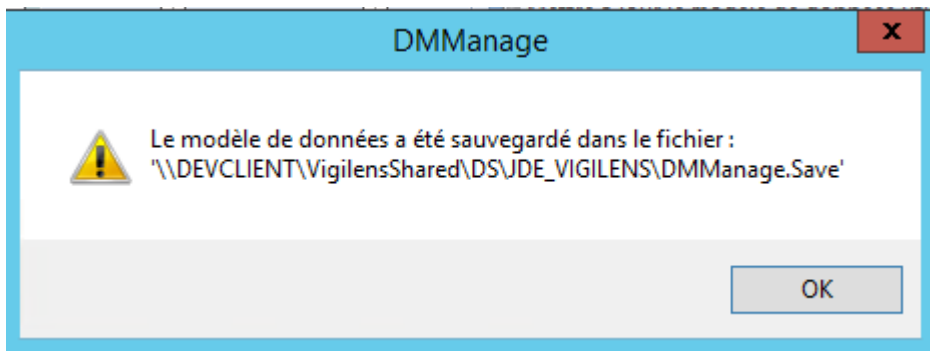 DMManage
x
Le modèle de données a été sauvegardé dans le fichier :
'\\DEVCLIENT\VigilensShared\DS\JDE_VIGILENS\DMManage.Save'
OK